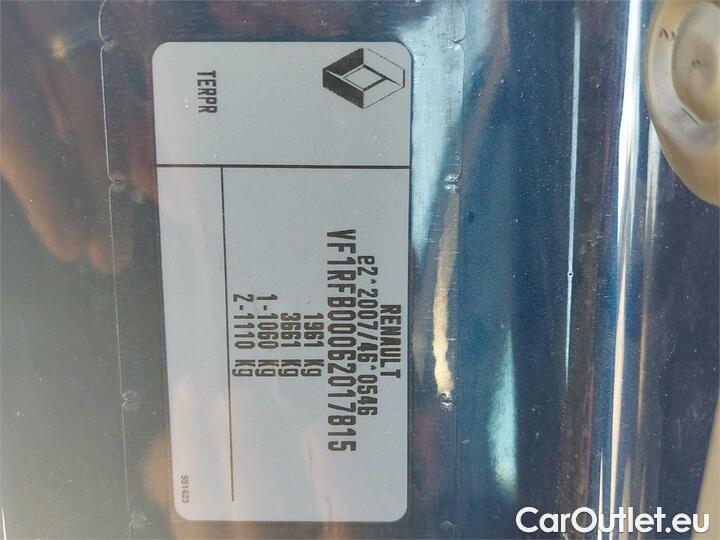 TERPR
RENAULT
e2*2007/46*0546
VF1RFB00062017815
1961 Kg
3661 Kg
1-1060 Kg
2-1110 Kg
551423
CarOutlet.eu